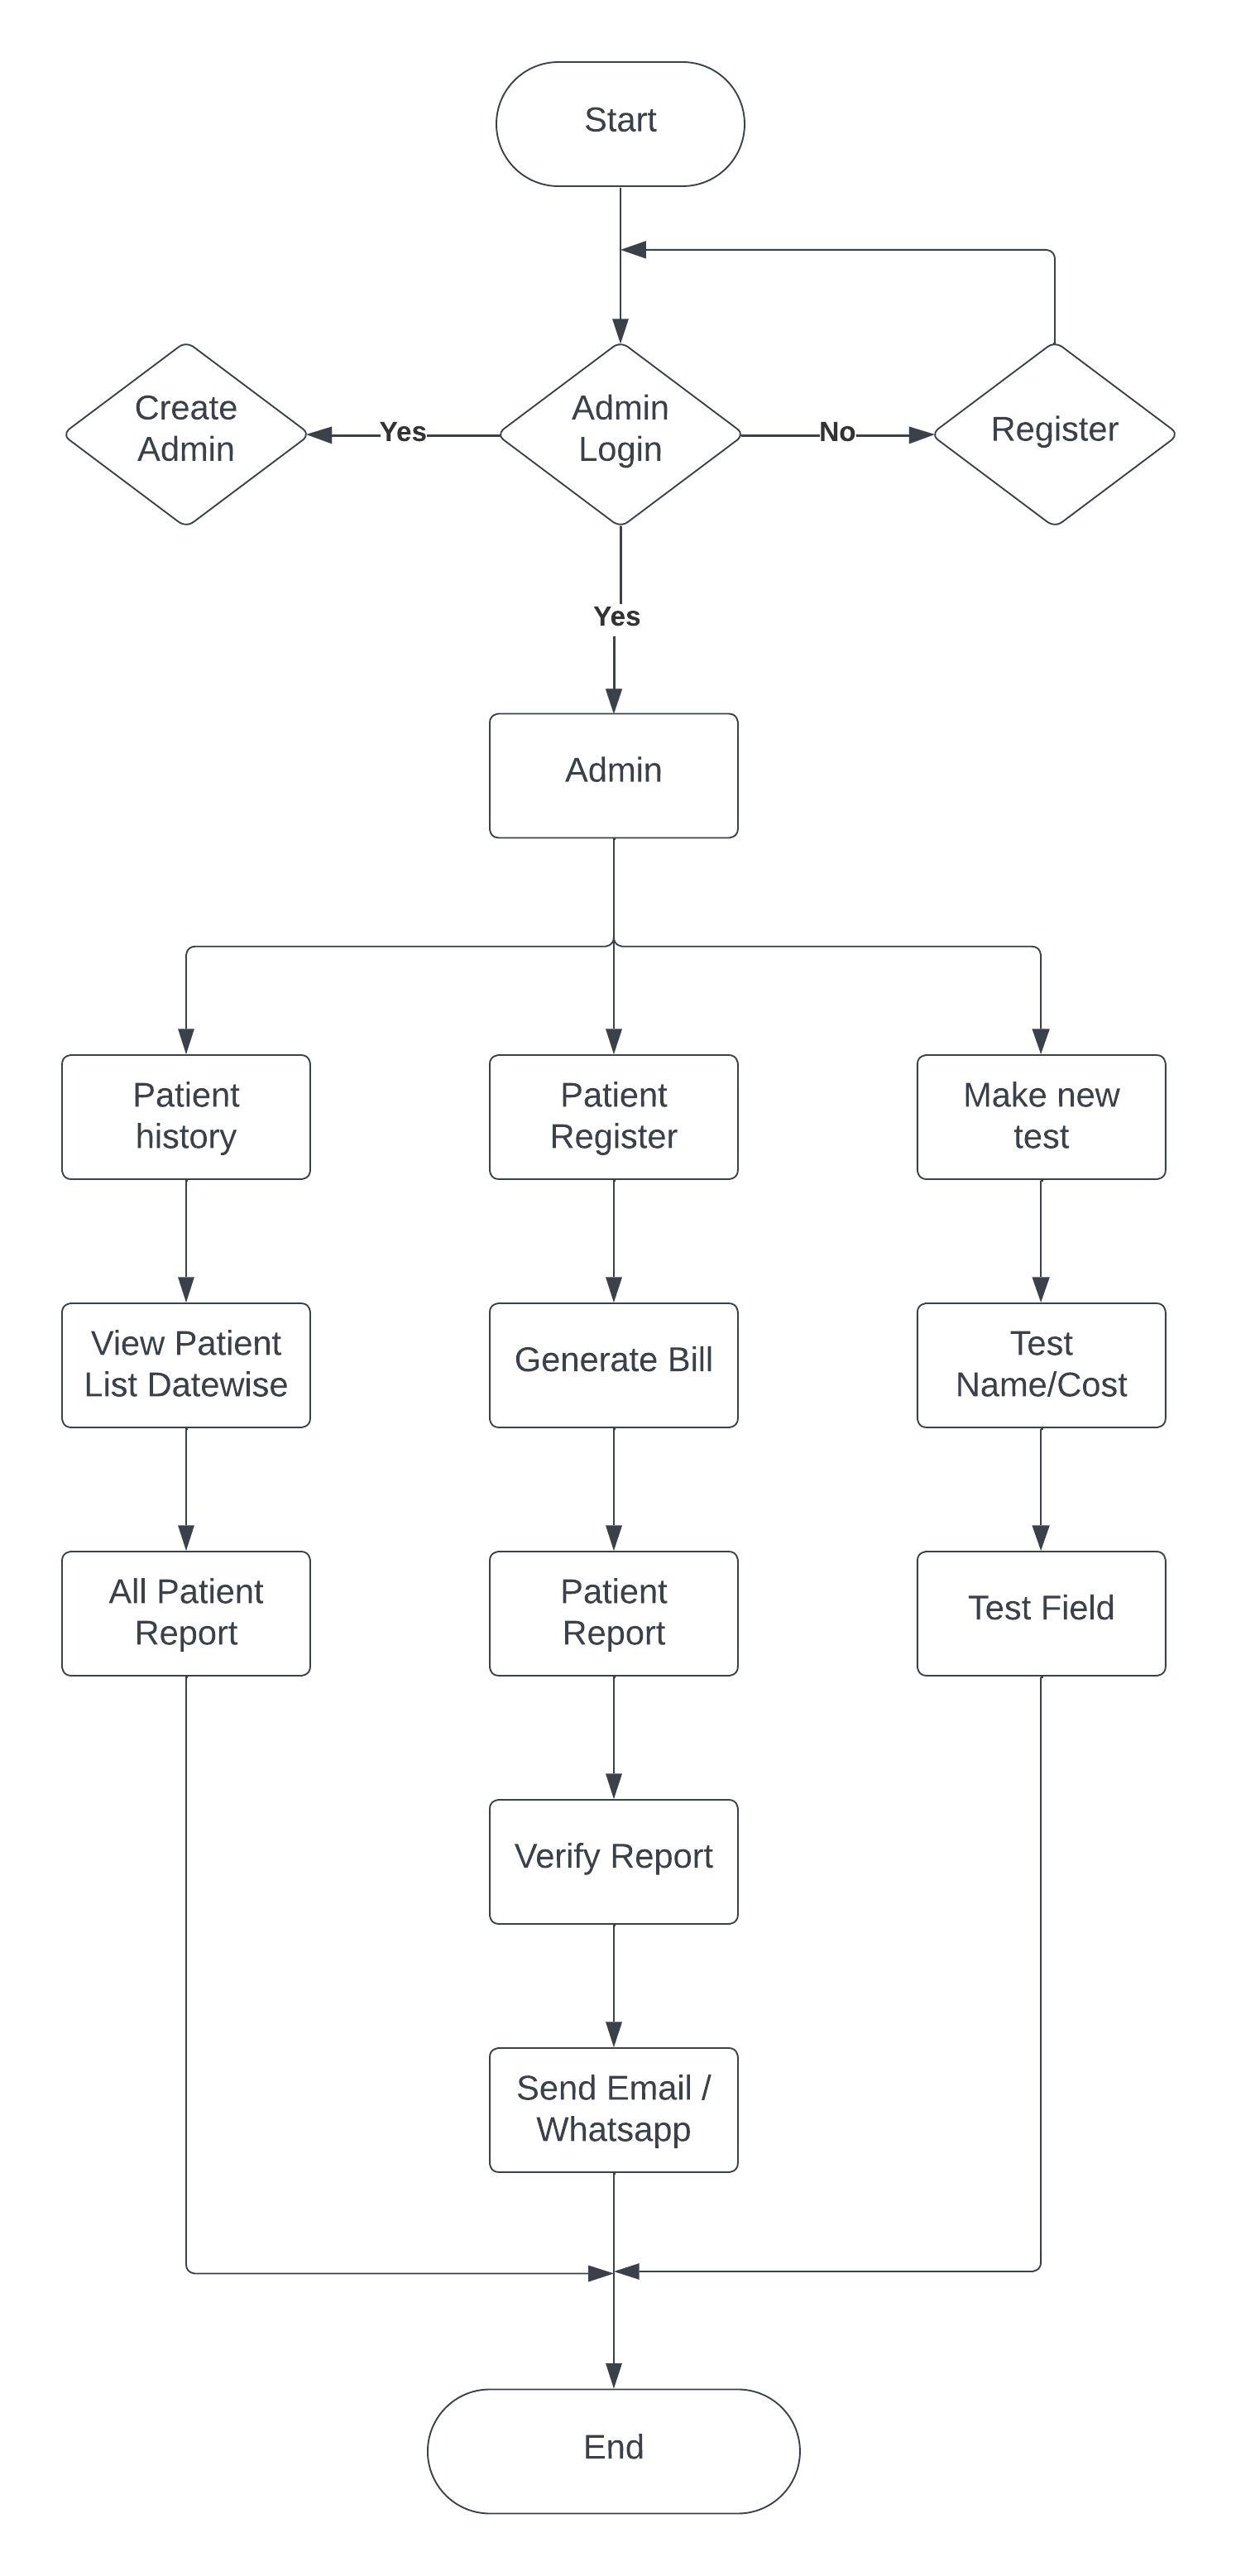 Start
Create
Admin
Yes
Admin
Login
No
Register
Yes
Admin
Patient
history
Patient
Register
Make new
test
View Patient
List Datewise
Generate Bill
Test
Name/Cost
All Patient
Report
Patient
Report
Test Field
Verify Report
Send Email /
Whatsapp
End